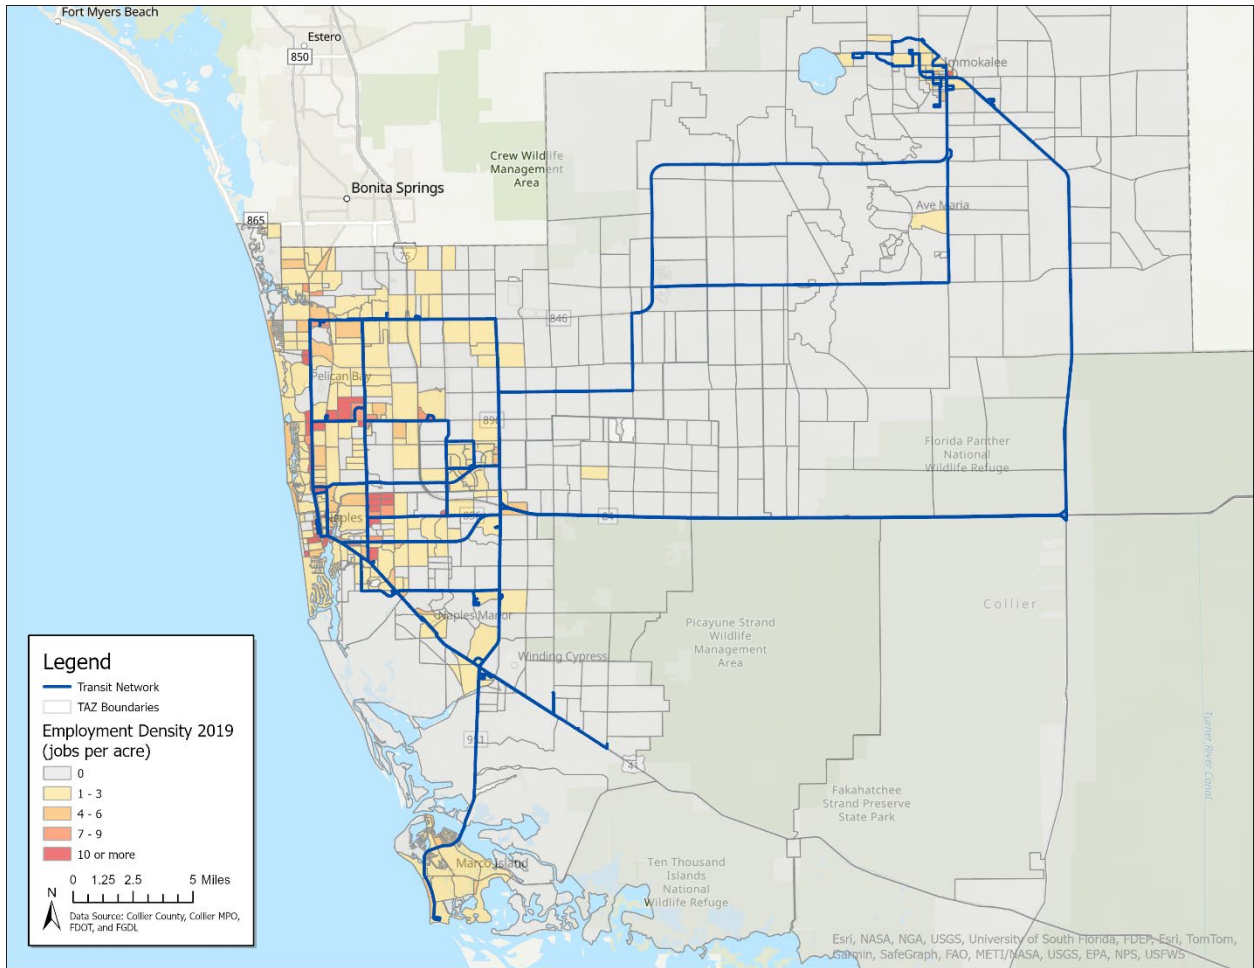 Fort Myers Beach
Estero
850
Immokalee
Crew Wildlife
Management
Area
Bonita Springs
865
Ave Maria
75
846
Pelican Bay
896
Florida Panther
National
Wildlife Refuge
Naples
856
84
Collier
Naples Manor
Picayune Strand
Wildlife
Management
Area
Winding Cypress
951
41
Turner River Canal
Fakahatchee
Strand Preserve
State Park
Marco Island
Ten Thousand
Islands
National
Wildlife Refuge
Legend
Transit Network
TAZ Boundaries
Employment Density 2019
(jobs per acre)
0
1 - 3
4 - 6
7 - 9
10 or more
0 1.25 2.5 5 Miles
N
Data Source: Collier County, Collier MPO,
FDOT, and FGDL
Esri, NASA, NGA, USGS, University of South Florida, FDEP, Esri, TomTom,
Garmin, SafeGraph, FAO, METI/NASA, USGS, EPA, NPS, USFWS